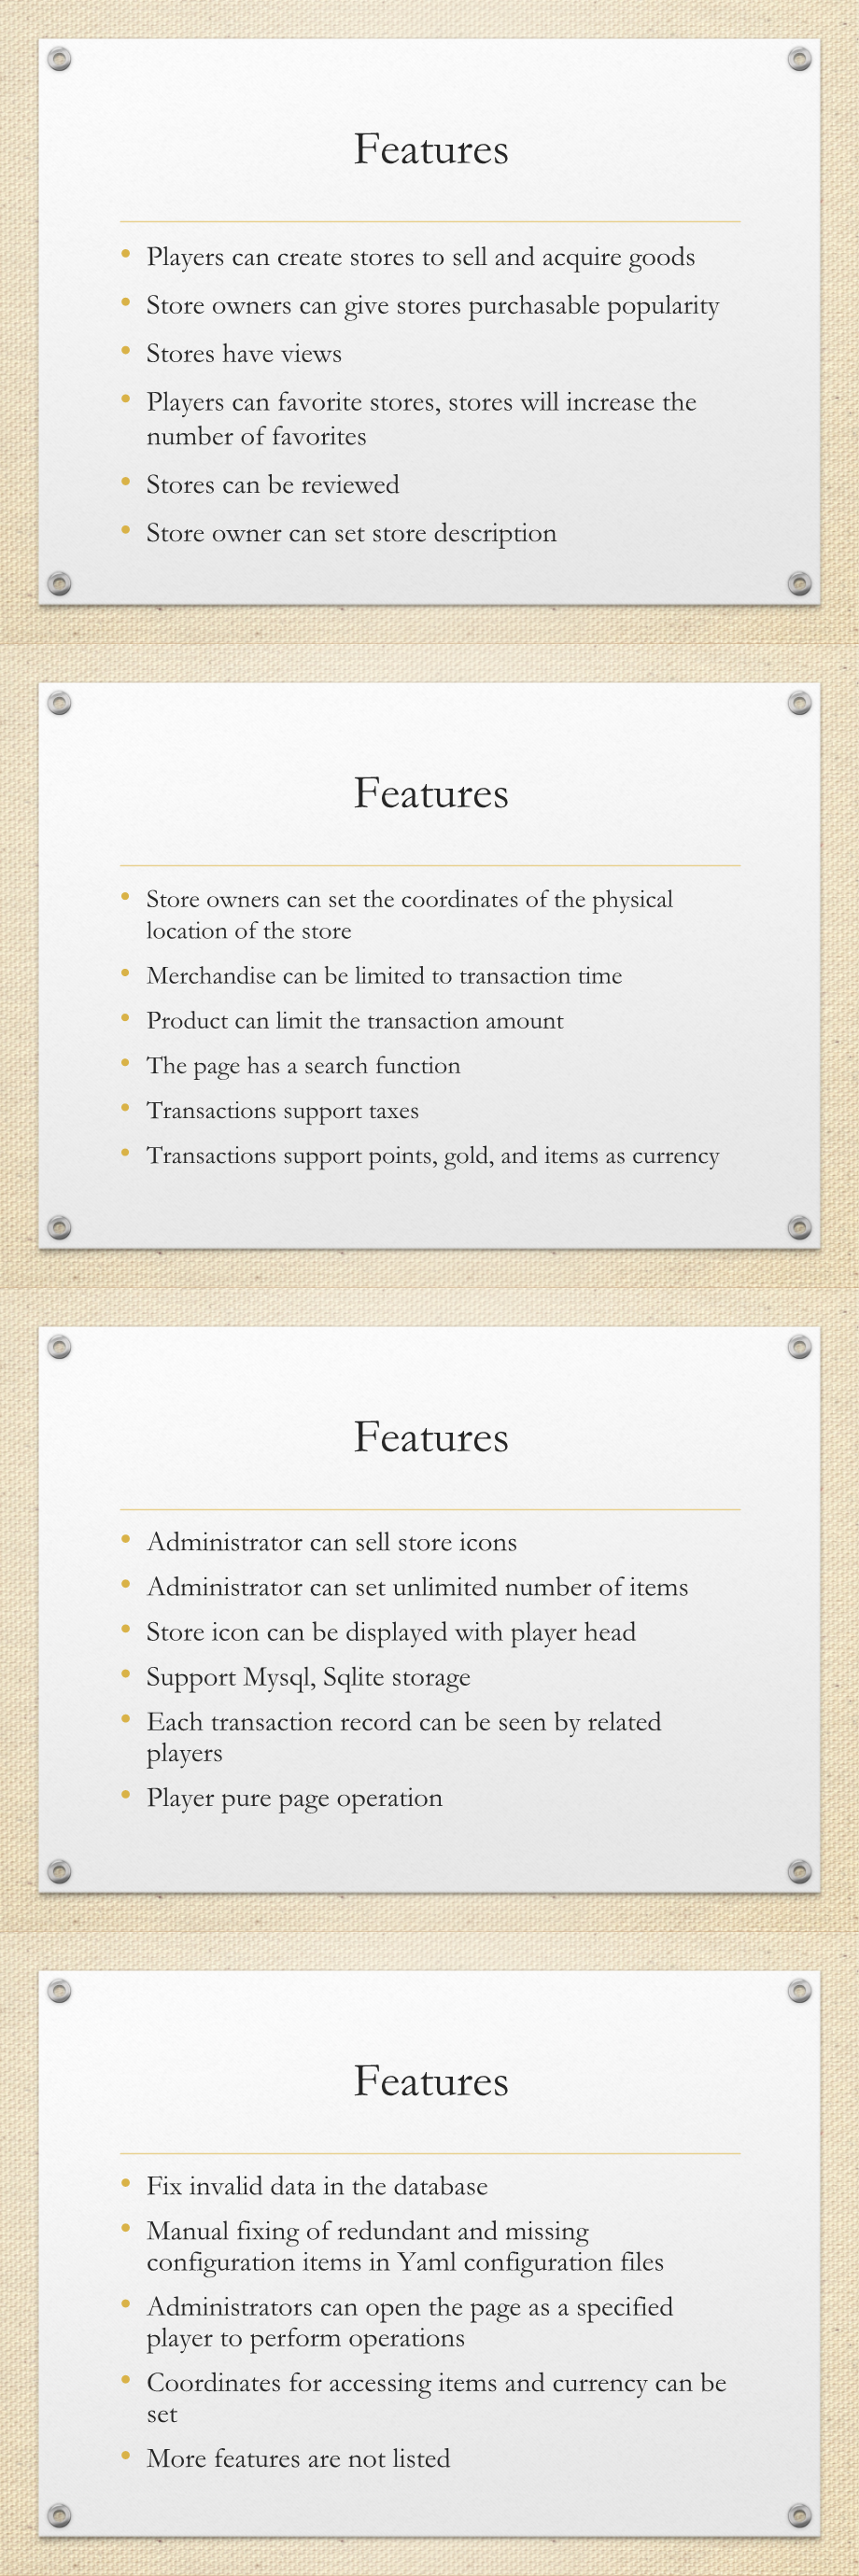 Features
• Players can create stores to sell and acquire goods
• Store owners can give stores purchasable popularity
• Stores have views
• Players can favorite stores, stores will increase the
number of favorites
• Stores can be reviewed
• Store owner can set store description
Features
• Store owners can set the coordinates of the physical
location of the store
• Merchandise can be limited to transaction time
• Product can limit the transaction amount
• The page has a search function
• Transactions support taxes
• Transactions support points, gold, and items as currency
Features
• Administrator can sell store icons
• Administrator can set unlimited number of items
• Store icon can be displayed with player head
• Support Mysql, Sqlite storage
• Each transaction record can be seen by related
players
• Player pure page operation
Features
• Fix invalid data in the database
• Manual fixing of redundant and missing
configuration items in Yaml configuration files
• Administrators can open the page as a specified
player to perform operations
• Coordinates for accessing items and currency can be
set
• More features are not listed